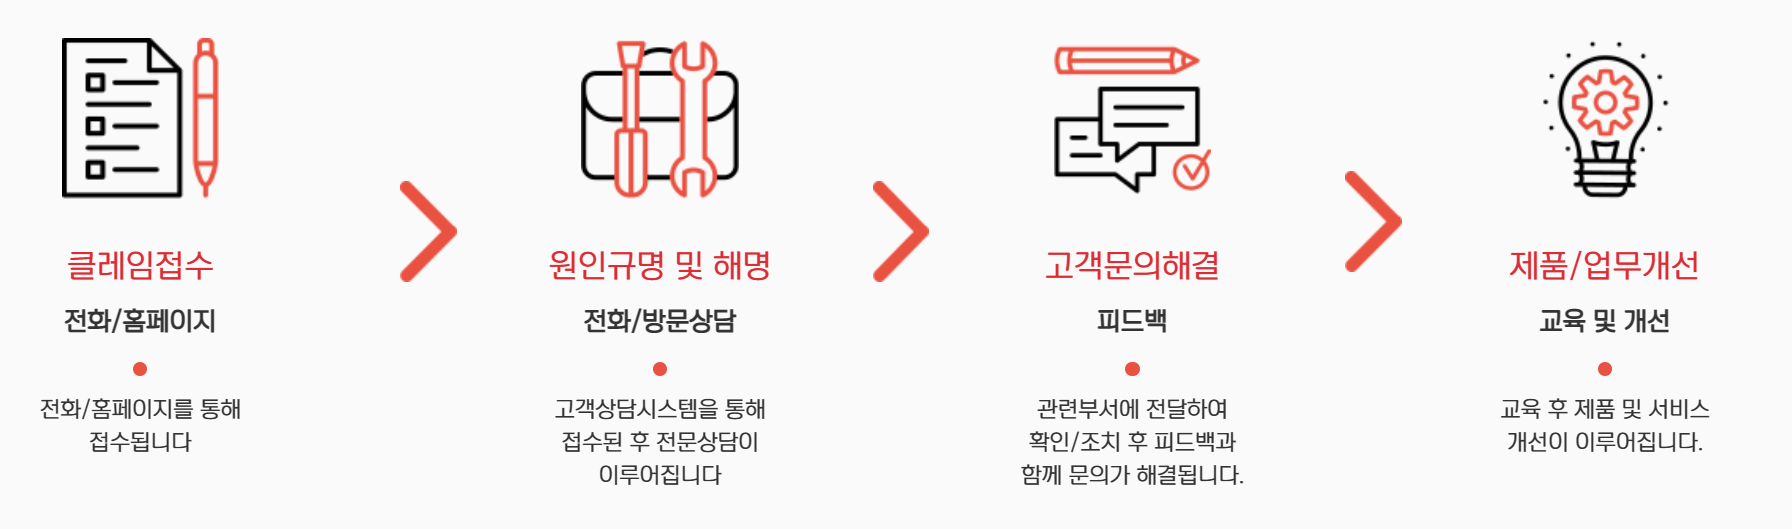 클레임접수
전화/홈페이지
전화/홈페이지를 통해
접수됩니다
원인규명 및 해명
전화/방문상담
고객상담시스템을 통해
접수된 후 전문상담이
이루어집니다
고객문의해결
피드백
관련부서에 전달하여
확인/조치 후 피드백과
함께 문의가 해결됩니다.
제품/업무개선
교육 및 개선
교육 후 제품 및 서비스
개선이 이루어집니다.